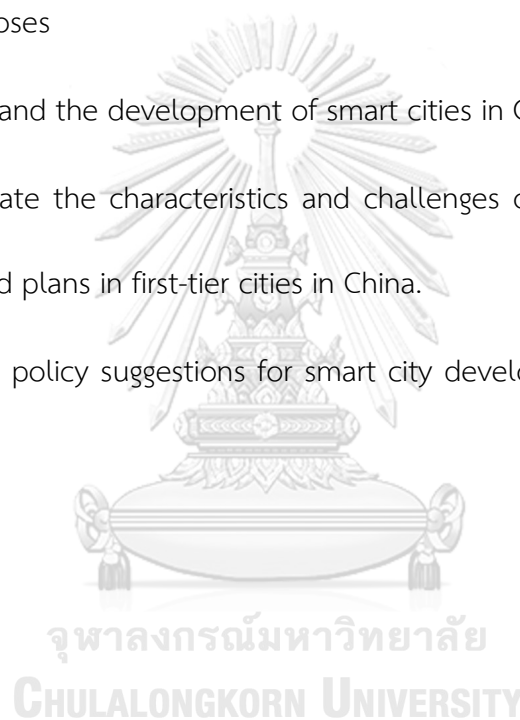 oses
and the development of smart cities in C
ate the characteristics and challenges o
d plans in first-tier cities in China.
policy suggestions for smart city develo
จุฬาลงกรณ์มหาวิทยาลัย
CHULALONGKORN UNIVERSITY